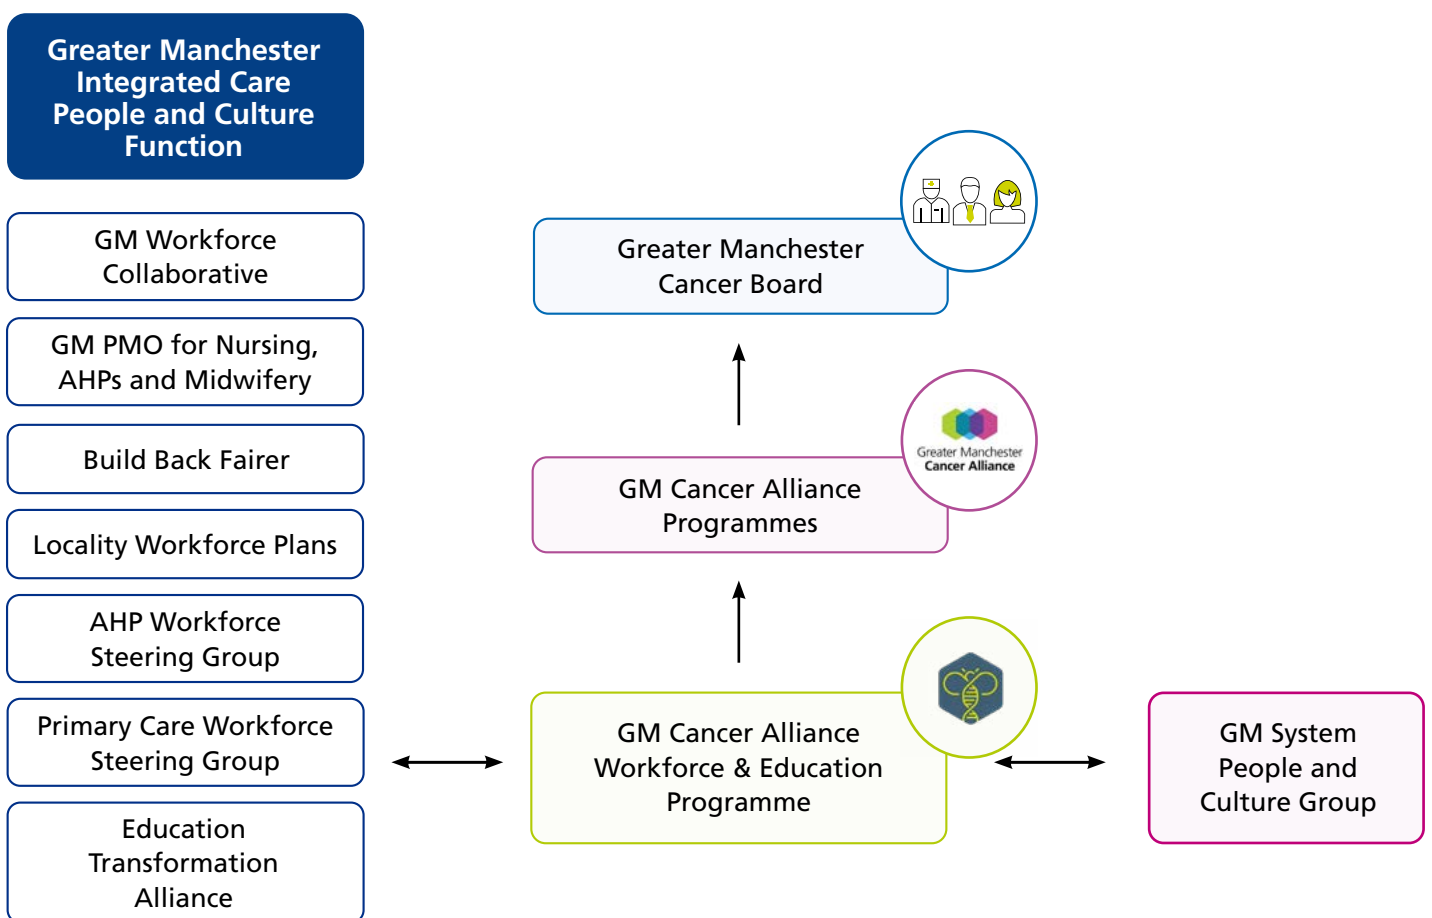 Greater Manchester
Integrated Care
People and Culture
Function
GM Workforce
Collaborative
GM PMO for Nursing,
AHPs and Midwifery
Build Back Fairer
Locality Workforce Plans
AHP Workforce
Steering Group
Primary Care Workforce
Steering Group
Education
Transformation
Alliance
Greater Manchester
Cancer Board
GM Cancer Alliance
Programmes
Greater Manchester
Cancer Alliance
GM Cancer Alliance
Workforce & Education
Programme
GM System
People and
Culture Group